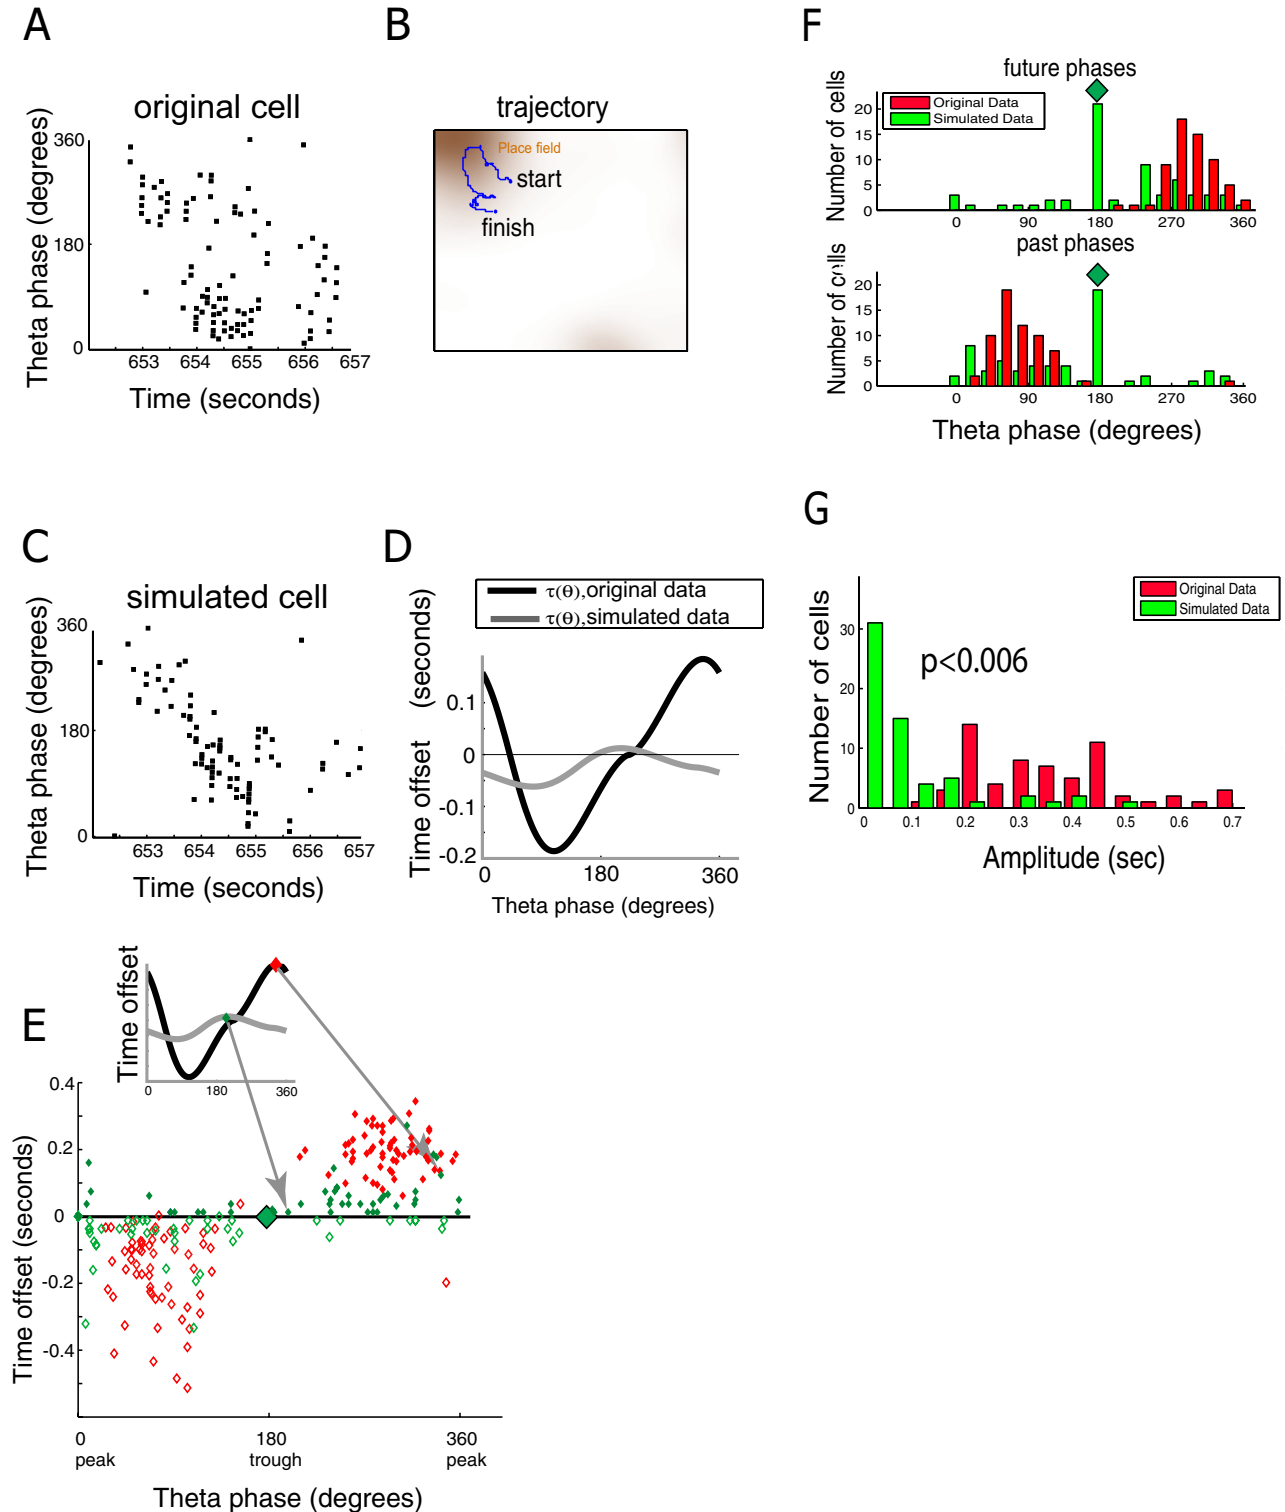 A
original cell
Theta phase (degrees)
360
180
0
653 654 655 656 657
Time (seconds)
B
trajectory
Place field
start
finish
F
future phases
Original Data
Simulated Data
Number of cells
20
15
10
5
0
0 90 180 270 360
past phases
Number of cells
20
15
10
5
0
0 90 180 270 360
Theta phase (degrees)
C
simulated cell
Theta phase (degrees)
360
180
0
653 654 655 656 657
Time (seconds)
D
τ(θ),original data
τ(θ),simulated data
Time offset (seconds)
0.1
0
-0.1
-0.2
0 180 360
Theta phase (degrees)
G
Original Data
Simulated Data
p<0.006
Number of cells
30
20
10
0
0 0.1 0.2 0.3 0.4 0.5 0.6 0.7
Amplitude (sec)
E
Time offset
0 180 360
Time offset (seconds)
0.4
0.2
0
-0.2
-0.4
0 180 360
peak trough peak
Theta phase (degrees)